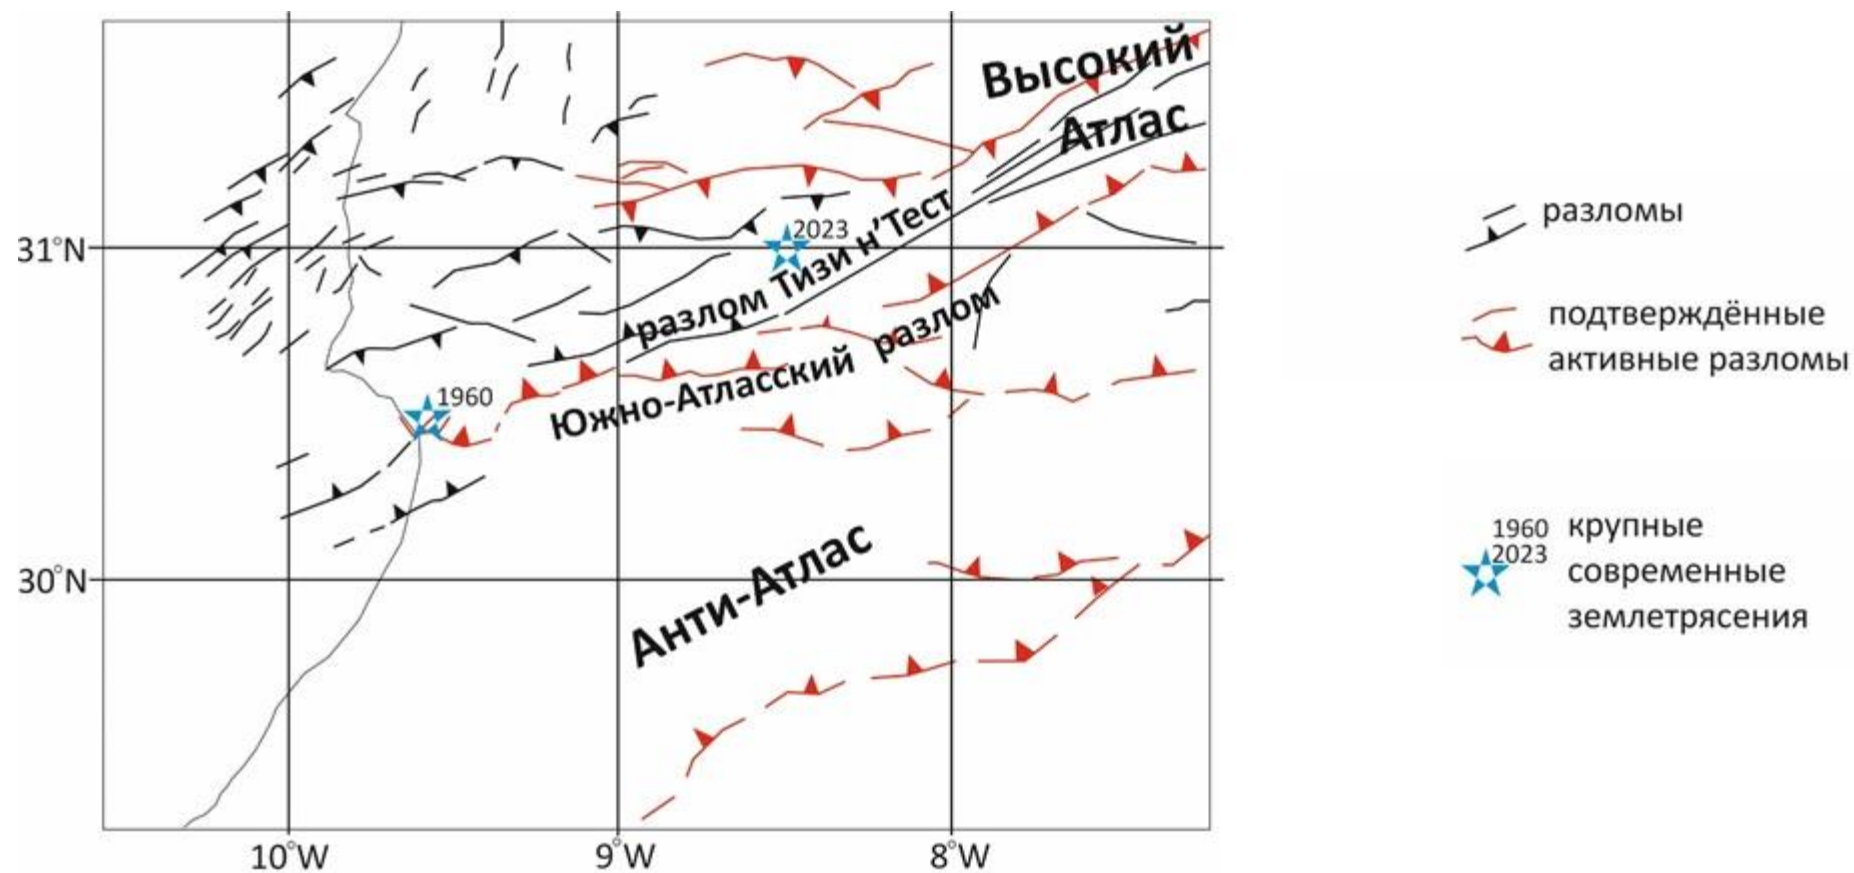 Высокий
Атлас
31°N
2023
разлом Тизи н’Тест
Южно-Атласский разлом
1960
30°N
Анти-Атлас
10°W
9°W
8°W
разломы
подтверждённые
активные разломы
1960
2023
крупные
современные
землетрясения